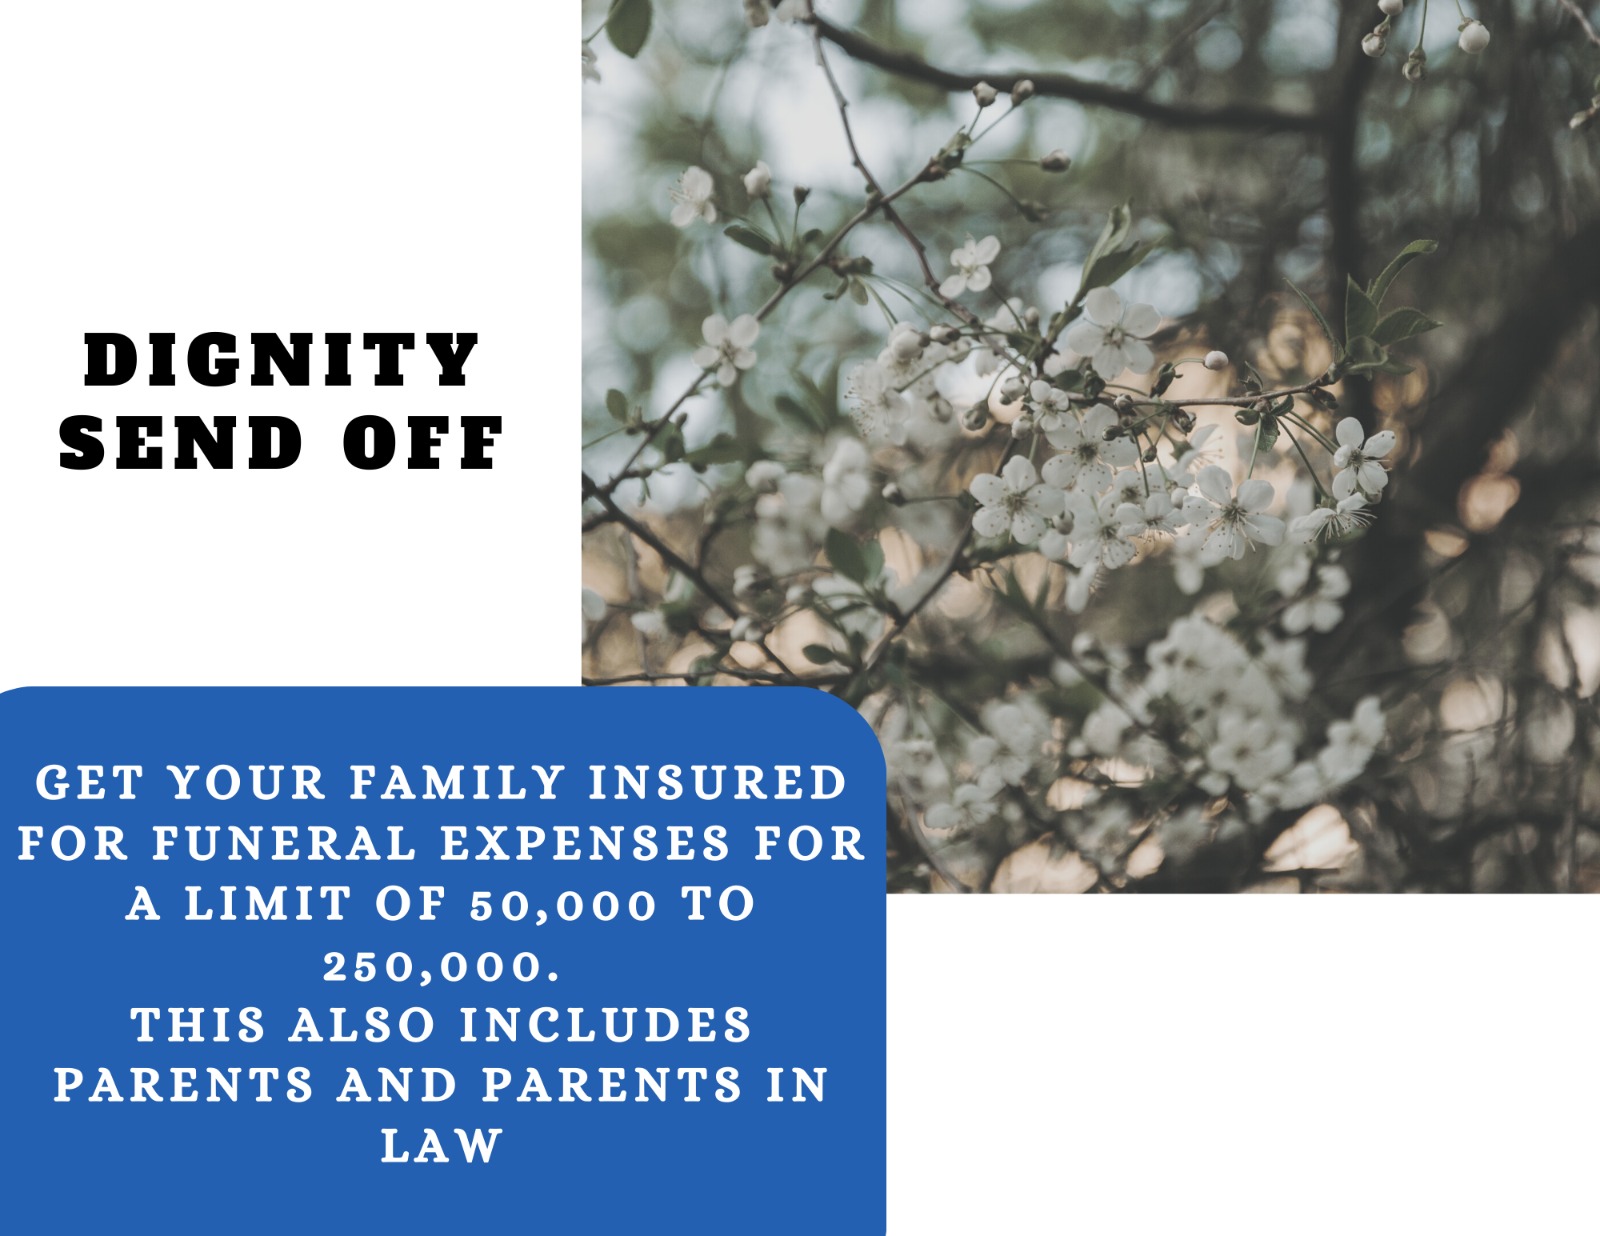 DIGNITY
SEND OFF
GET YOUR FAMILY INSURED
FOR FUNERAL EXPENSES FOR
A LIMIT OF 50,000 TO
250,000.
THIS ALSO INCLUDES
PARENTS AND PARENTS IN
LAW